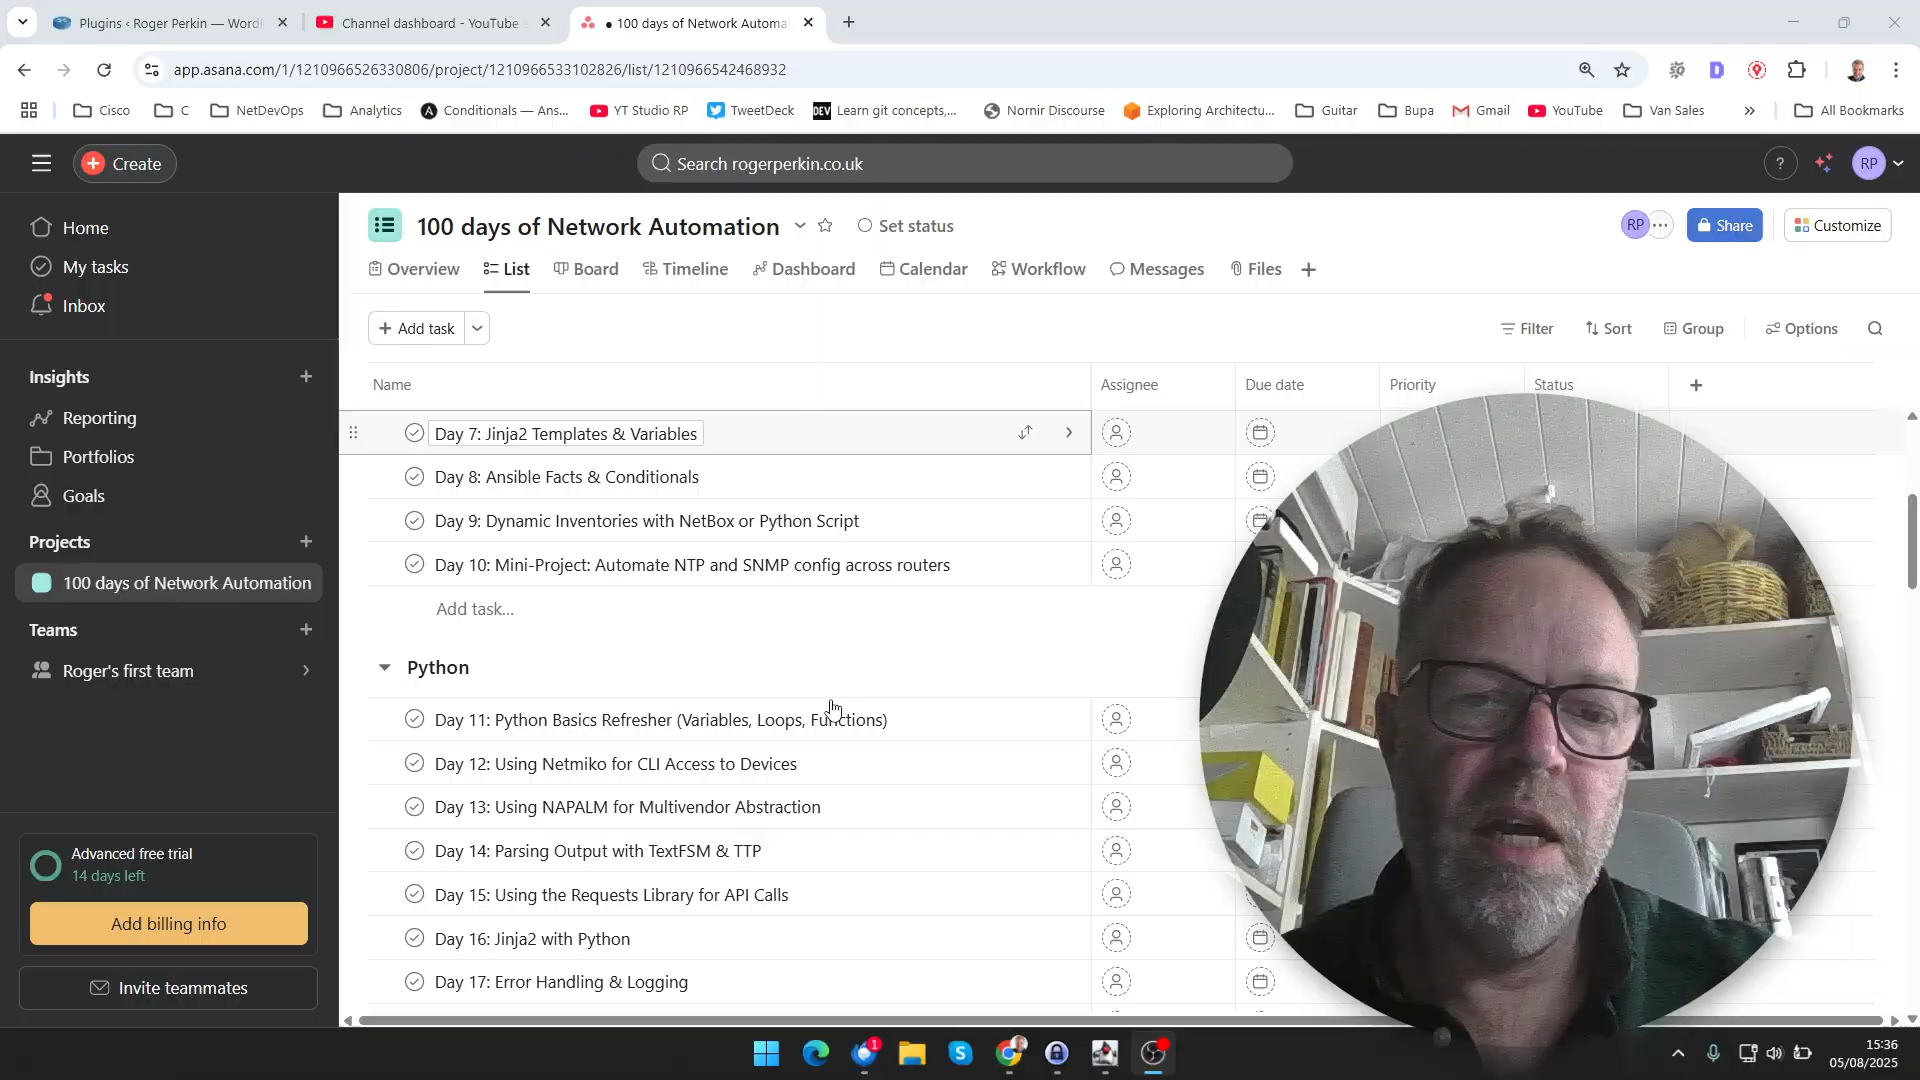 Plugins ‹ Roger Perkin — WordP
Channel dashboard - YouTube S
● 100 days of Network Automa
app.asana.com/1/1210966526330806/project/1210966533102826/list/1210966542468932
Cisco
C
NetDevOps
Analytics
Conditionals — Ans...
YT Studio RP
TweetDeck
DEV
Learn git concepts,...
Nornir Discourse
Exploring Architectu...
Guitar
Bupa
Gmail
YouTube
Van Sales
»
All Bookmarks
Create
Search rogerperkin.co.uk
?
RP
Home
My tasks
Inbox
Insights
Reporting
Portfolios
Goals
Projects
100 days of Network Automation
Teams
Roger's first team
Advanced free trial
14 days left
Add billing info
Invite teammates
100 days of Network Automation
Set status
RP
Share
Customize
Overview
List
Board
Timeline
Dashboard
Calendar
Workflow
Messages
Files
Add task
Filter
Sort
Group
Options
Name
Assignee
Due date
Priority
Status
Day 7: Jinja2 Templates & Variables
Day 8: Ansible Facts & Conditionals
Day 9: Dynamic Inventories with NetBox or Python Script
Day 10: Mini-Project: Automate NTP and SNMP config across routers
Add task...
Python
Day 11: Python Basics Refresher (Variables, Loops, Functions)
Day 12: Using Netmiko for CLI Access to Devices
Day 13: Using NAPALM for Multivendor Abstraction
Day 14: Parsing Output with TextFSM & TTP
Day 15: Using the Requests Library for API Calls
Day 16: Jinja2 with Python
Day 17: Error Handling & Logging
1
15:36
05/08/2025